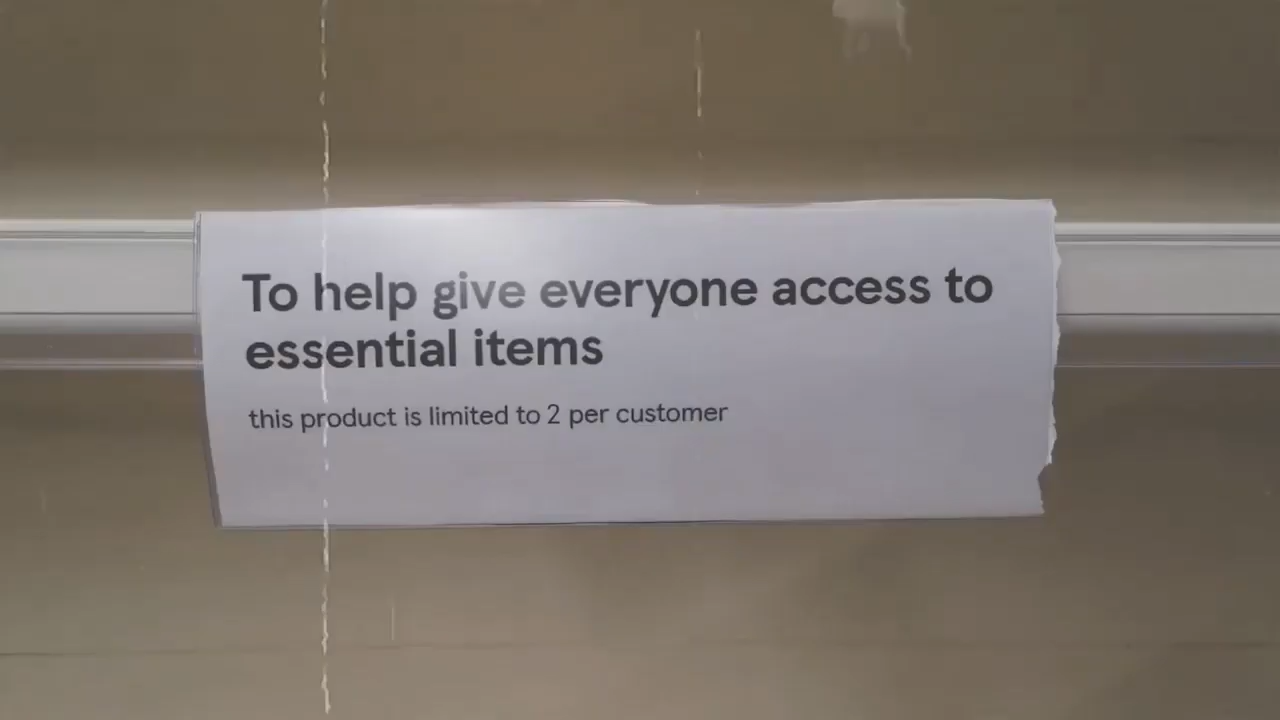 To help give everyone access to
essential items
this product is limited to 2 per customer